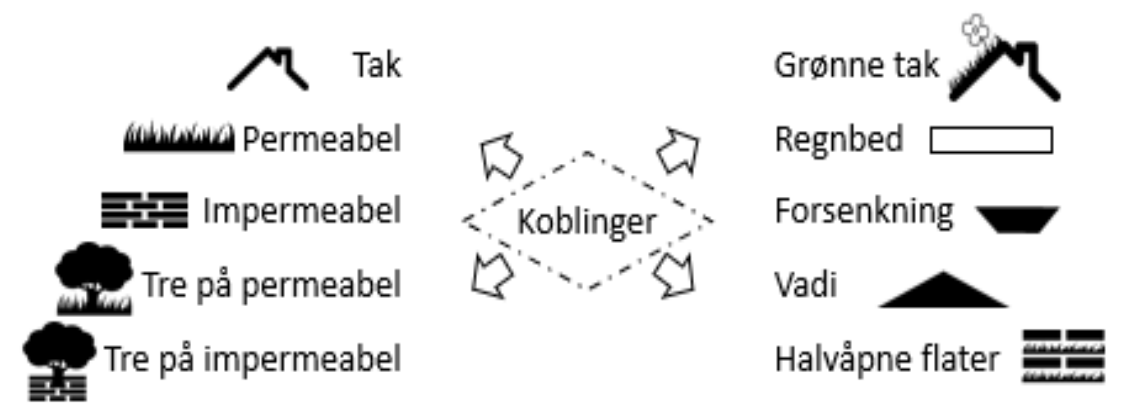 Tak
Permeabel
Impermeabel
Tre på permeabel
Tre på impermeabel
Koblinger
Grønne tak
Regnbed
Forsenkning
Vadi
Halvåpne flater